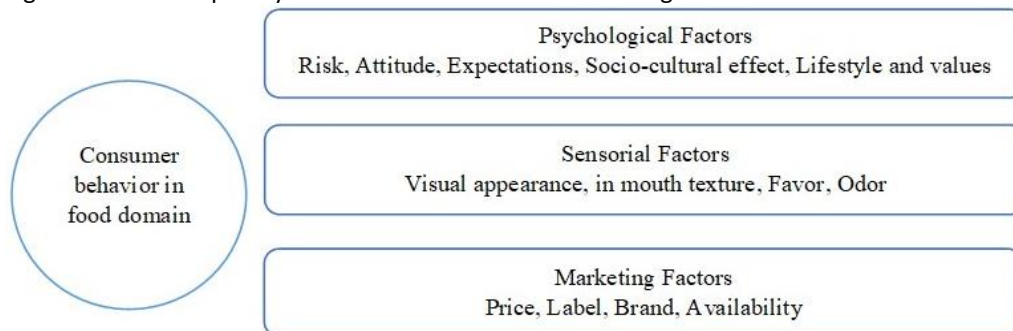 Consumer
behavior in
food domain
Psychological Factors
Risk, Attitude, Expectations, Socio-cultural effect, Lifestyle and values
Sensorial Factors
Visual appearance, in mouth texture, Favor, Odor
Marketing Factors
Price, Label, Brand, Availability